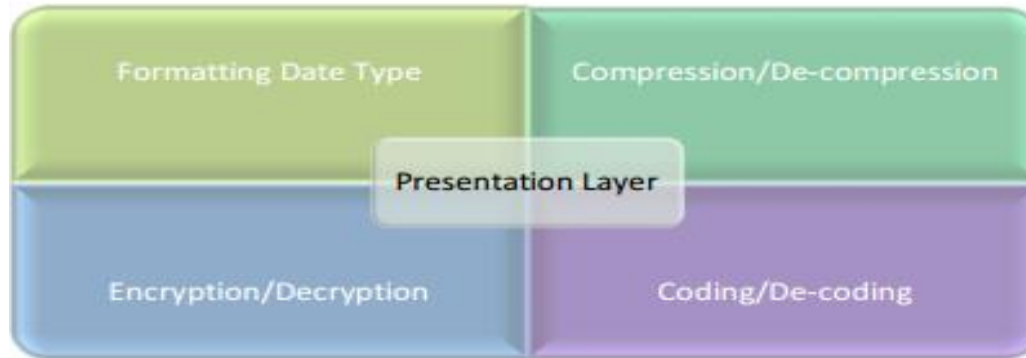 Formatting Date Type
Compression/De-compression
Presentation Layer
Encryption/Decryption
Coding/De-coding